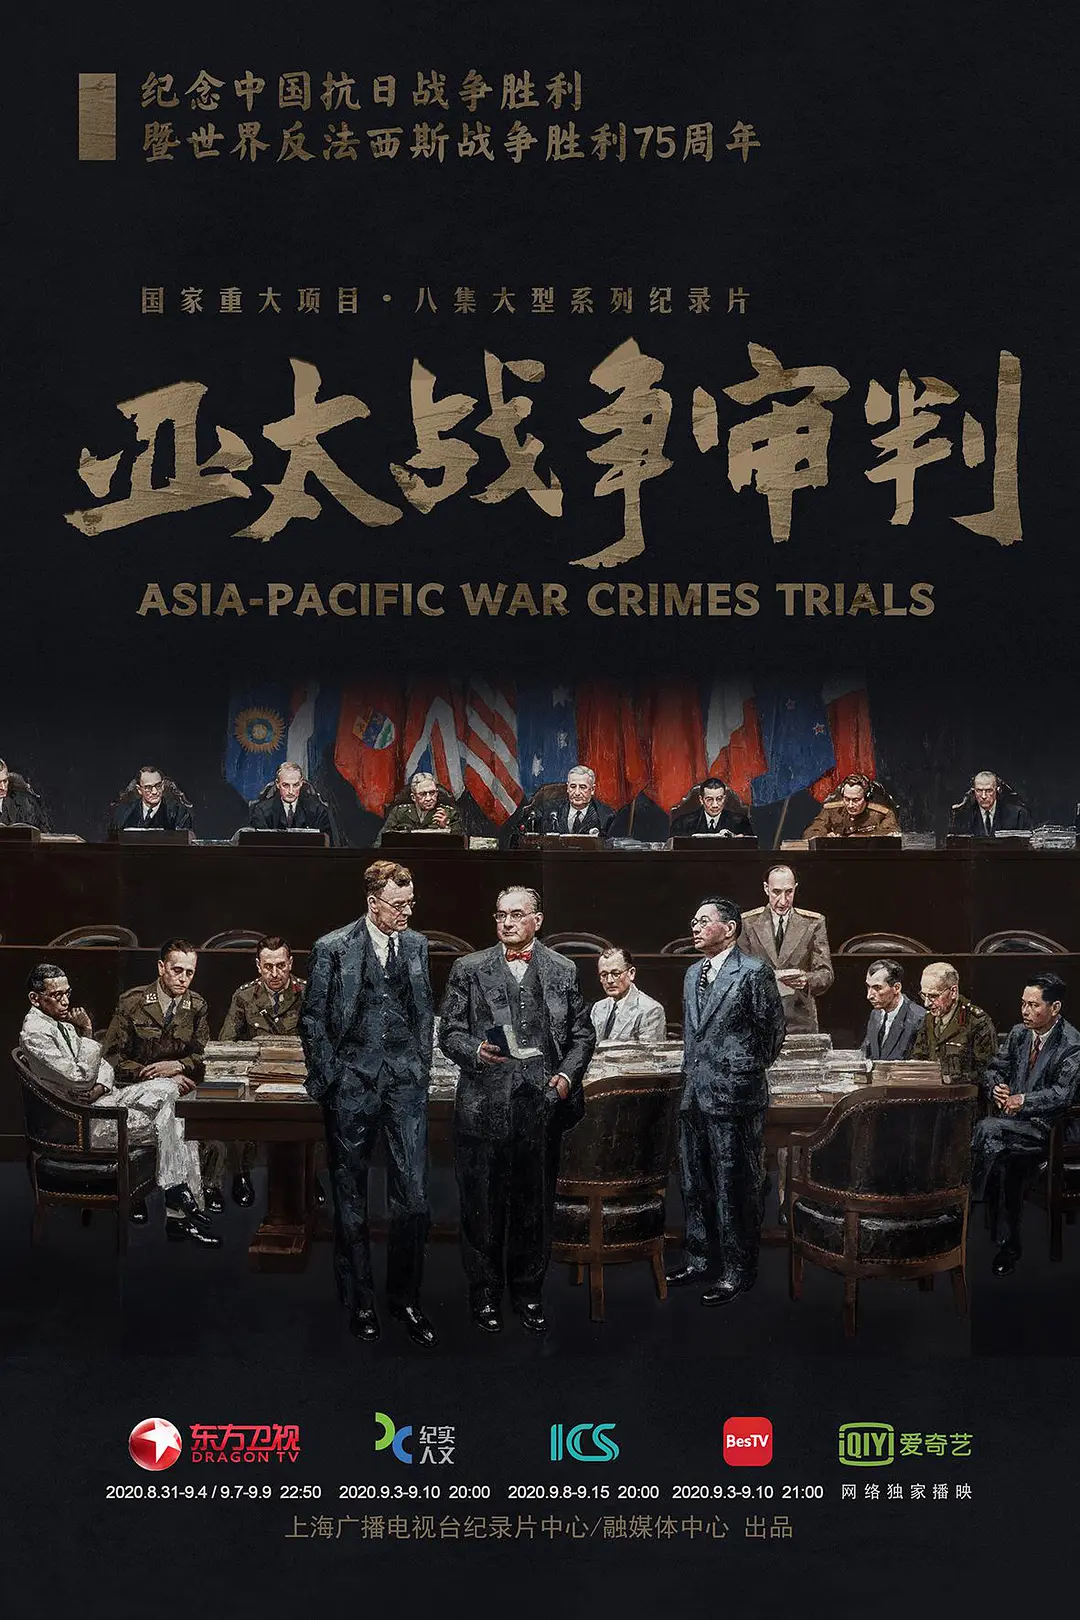 纪念中国抗日战争胜利
暨世界反法西斯战争胜利75周年
国家重大项目·八集大型系列纪录片
亚太战争审判
ASIA-PACIFIC WAR CRIMES TRIALS
东方卫视
DRAGON TV
纪实
人文
ICS
BesTV
iQIYI 爱奇艺
2020.8.31-9.4 / 9.7-9.9 22:50
2020.9.3-9.10 20:00
2020.9.8-9.15 20:00
2020.9.3-9.10 21:00
网络独家播映
上海广播电视台纪录片中心/融媒体中心 出品